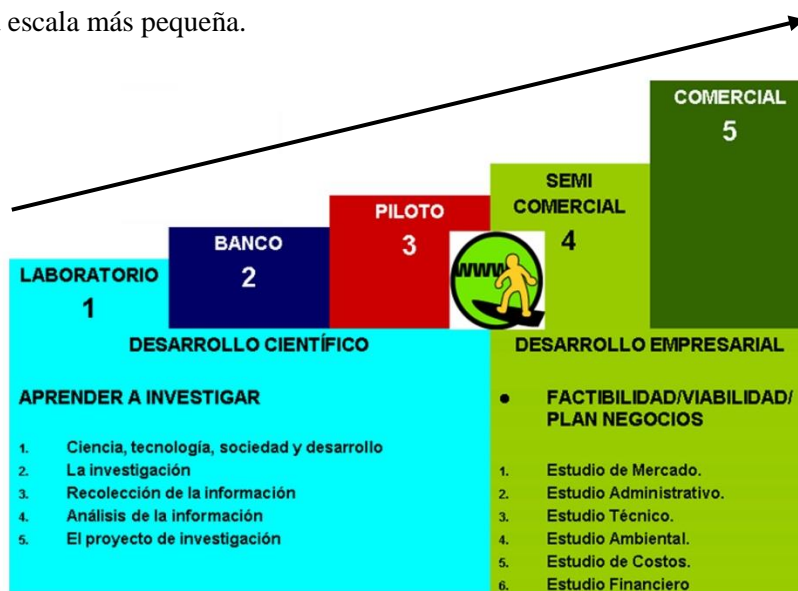 escala más pequeña.
COMERCIAL
5
SEMI
COMERCIAL
4
PILOTO
3
BANCO
2
LABORATORIO
1
WWW
DESARROLLO CIENTÍFICO
APRENDER A INVESTIGAR
1. Ciencia, tecnología, sociedad y desarrollo
2. La investigación
3. Recolección de la información
4. Análisis de la información
5. El proyecto de investigación
DESARROLLO EMPRESARIAL
• FACTIBILIDAD/VIABILIDAD/
PLAN NEGOCIOS
1. Estudio de Mercado.
2. Estudio Administrativo.
3. Estudio Técnico.
4. Estudio Ambiental.
5. Estudio de Costos.
6. Estudio Financiero